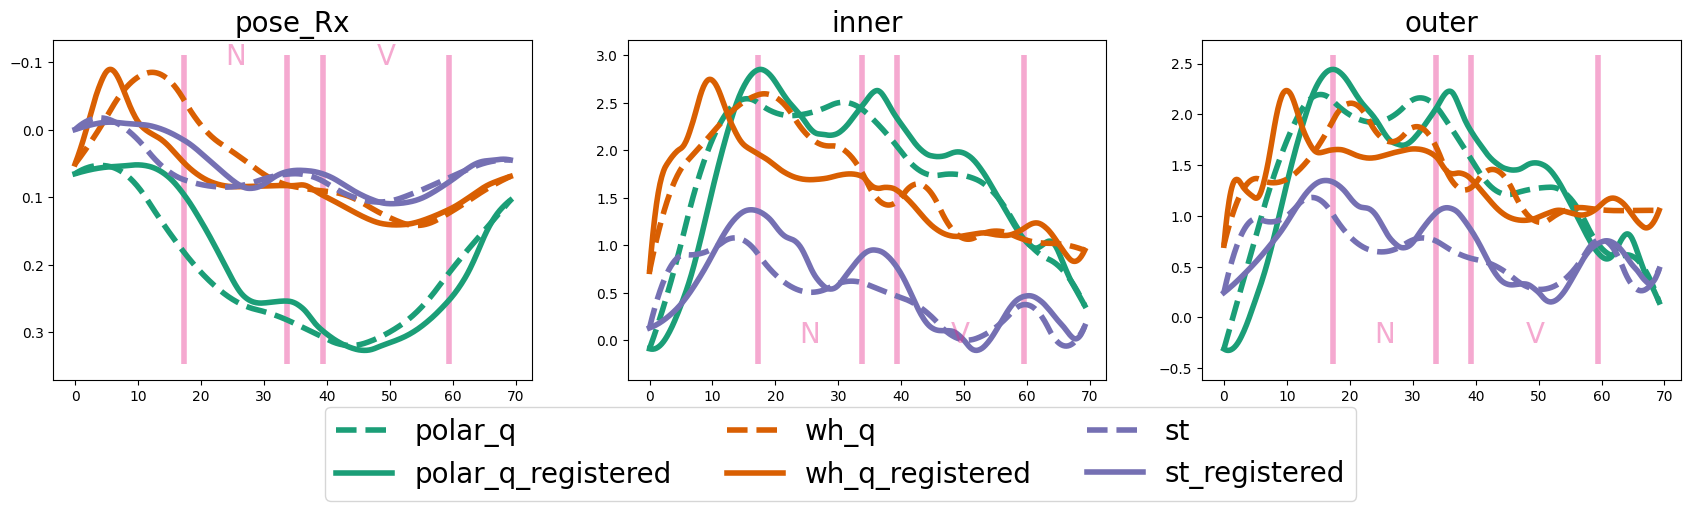 pose_Rx
−0.1
0.0
0.1
0.2
0.3
N
V
0 10 20 30 40 50 60 70
inner
3.0
2.5
2.0
1.5
1.0
0.5
0.0
N
V
0 10 20 30 40 50 60 70
outer
2.5
2.0
1.5
1.0
0.5
0.0
−0.5
N
V
0 10 20 30 40 50 60 70
polar_q
polar_q_registered
wh_q
wh_q_registered
st
st_registered